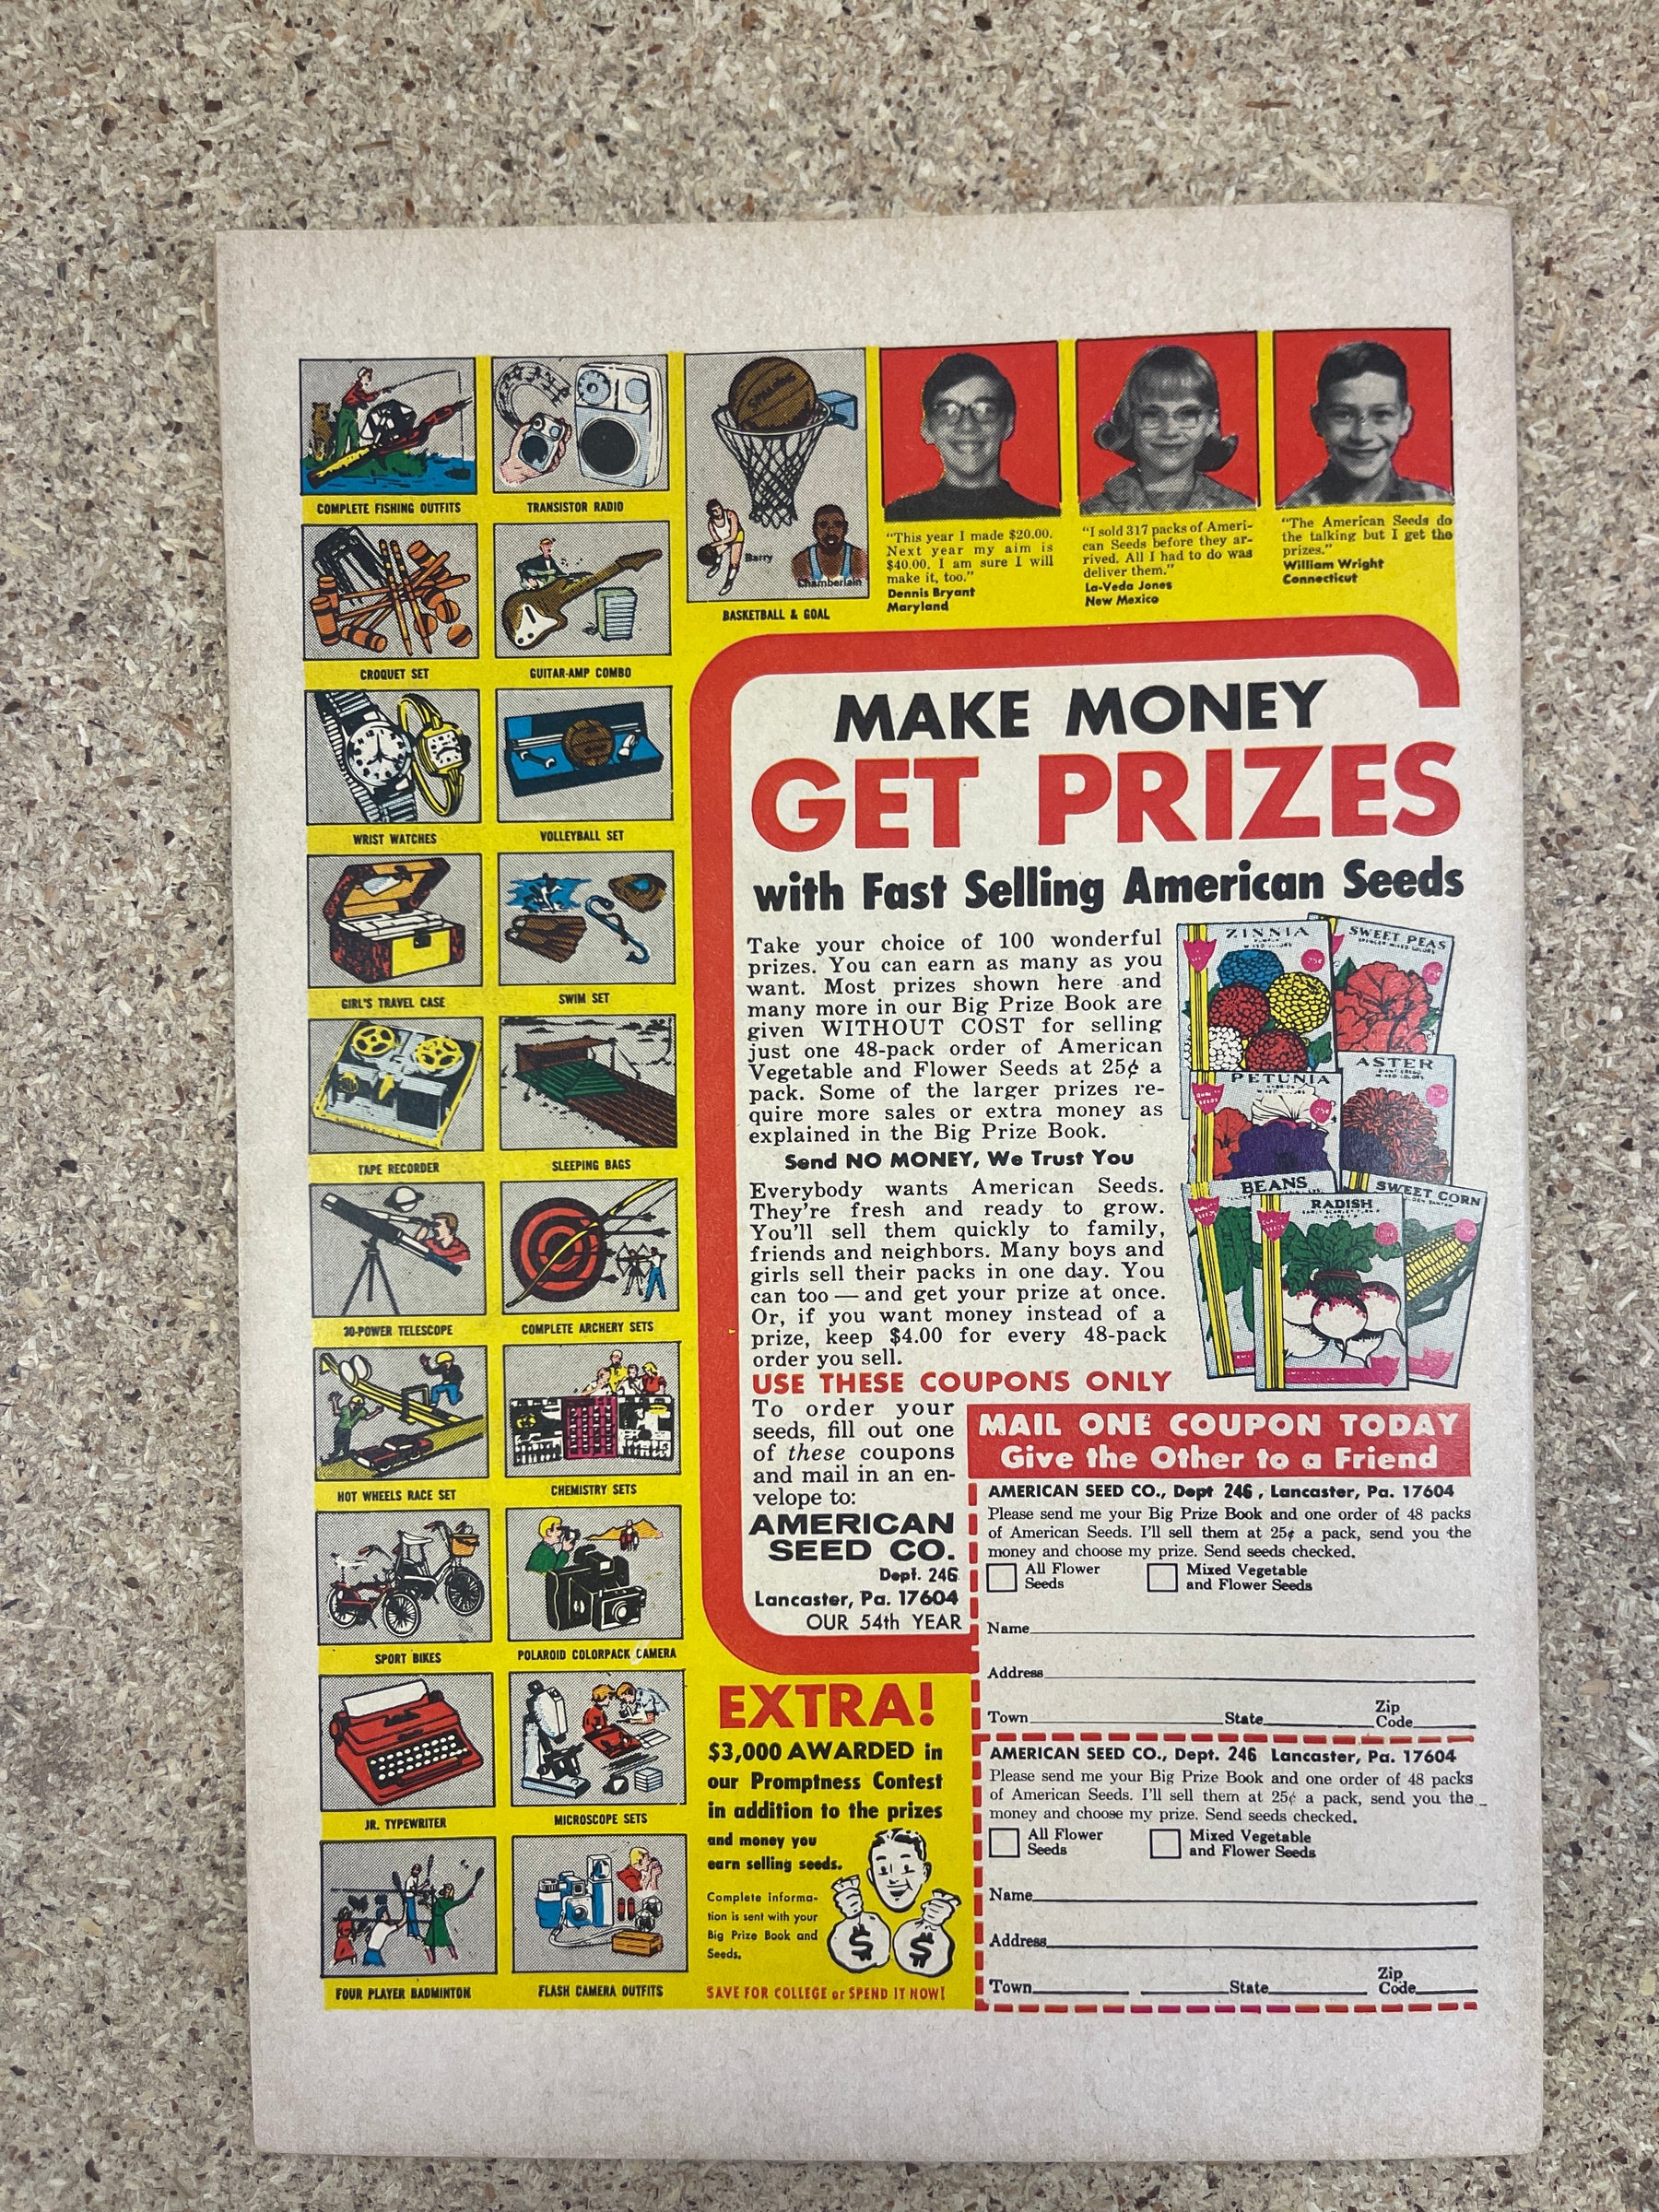 COMPLETE FISHING OUTFITS
TRANSISTOR RADIO
SPALDING
Barry
Chamberlain
BASKETBALL & GOAL
"This year I made $20.00.
Next year my aim is
$40.00. I am sure I will
make it, too."
Dennis Bryant
Maryland
"I sold 317 packs of Ameri-
can Seeds before they ar-
rived. All I had to do was
deliver them."
La-Veda Jones
New Mexico
"The American Seeds do
the talking but I get the
prizes."
William Wright
Connecticut
CROQUET SET
GUITAR-AMP COMBO
WRIST WATCHES
VOLLEYBALL SET
GIRL'S TRAVEL CASE
SWIM SET
TAPE RECORDER
SLEEPING BAGS
30-POWER TELESCOPE
COMPLETE ARCHERY SETS
HOT WHEELS RACE SET
CHEMISTRY SETS
SPORT BIKES
POLAROID COLORPACK CAMERA
JR. TYPEWRITER
MICROSCOPE SETS
FOUR PLAYER BADMINTON
FLASH CAMERA OUTFITS
MAKE MONEY
GET PRIZES
with Fast Selling American Seeds
Take your choice of 100 wonderful
prizes. You can earn as many as you
want. Most prizes shown here and
many more in our Big Prize Book are
given WITHOUT COST for selling
just one 48-pack order of American
Vegetable and Flower Seeds at 25¢ a
pack. Some of the larger prizes re-
quire more sales or extra money as
explained in the Big Prize Book.
Send NO MONEY, We Trust You
Everybody wants American Seeds.
They're fresh and ready to grow.
You'll sell them quickly to family,
friends and neighbors. Many boys and
girls sell their packs in one day. You
can too — and get your prize at once.
Or, if you want money instead of a
prize, keep $4.00 for every 48-pack
order you sell.
ZINNIA
MIXED COLORS
SWEET PEAS
SPENCER MIXED COLORS
25¢
PETUNIA
MIXED COLORS
25¢
ASTER
MIXED COLORS
BEANS
RADISH
SWEET CORN
USE THESE COUPONS ONLY
To order your
seeds, fill out one
of these coupons
and mail in an en-
velope to:
AMERICAN
SEED CO.
Dept. 246
Lancaster, Pa. 17604
OUR 54th YEAR
MAIL ONE COUPON TODAY
Give the Other to a Friend
AMERICAN SEED CO., Dept 246, Lancaster, Pa. 17604
Please send me your Big Prize Book and one order of 48 packs
of American Seeds. I'll sell them at 25¢ a pack, send you the
money and choose my prize. Send seeds checked.
All Flower
Seeds
Mixed Vegetable
and Flower Seeds
Name
Address
Town State Zip
Code
AMERICAN SEED CO., Dept. 246 Lancaster, Pa. 17604
Please send me your Big Prize Book and one order of 48 packs
of American Seeds. I'll sell them at 25¢ a pack, send you the
money and choose my prize. Send seeds checked.
All Flower
Seeds
Mixed Vegetable
and Flower Seeds
Name
Address
Town State Zip
Code
EXTRA!
$3,000 AWARDED in
our Promptness Contest
in addition to the prizes
and money you
earn selling seeds.
Complete informa-
tion is sent with your
Big Prize Book and
Seeds.
$ $
SAVE FOR COLLEGE or SPEND IT NOW!